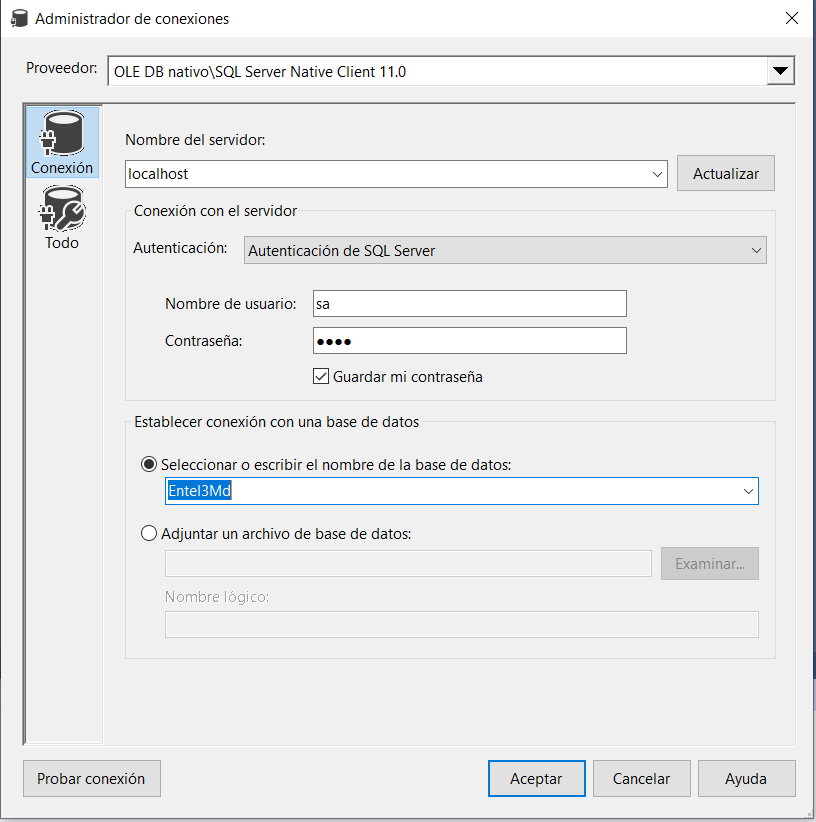 Administrador de conexiones
Proveedor: OLE DB nativo\SQL Server Native Client 11.0
Conexión
Todo
Nombre del servidor:
localhost
Actualizar
Conexión con el servidor
Autenticación: Autenticación de SQL Server
Nombre de usuario: sa
Contraseña: ●●●●
Guardar mi contraseña
Establecer conexión con una base de datos
Seleccionar o escribir el nombre de la base de datos:
Entel3Md
Adjuntar un archivo de base de datos:
Examinar...
Nombre lógico:
Probar conexión Aceptar Cancelar Ayuda